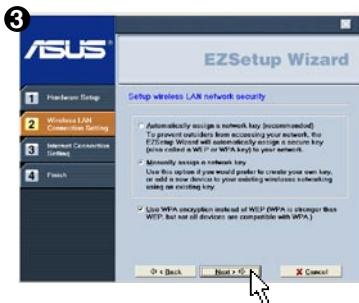 3
ASUS
EZSetup Wizard
1 Hardware Setup
2 Wireless LAN
Connection Setting
3 Internet Connection
Setting
4 Finish
Setup wireless LAN network security
Automatically assign a network key (recommended)
To prevent outsiders from accessing your network, the
EZSetup Wizard will automatically assign a secure key
(also called a WEP or WPA key) to your network.
Manually assign a network key
Use this option if you would prefer to create your own key,
or add a new device to your existing wireless networking
using an existing key.
Use WPA encryption instead of WEP (WPA is stronger than
WEP, but not all devices are compatible with WPA.)
< Back
Next >
Cancel